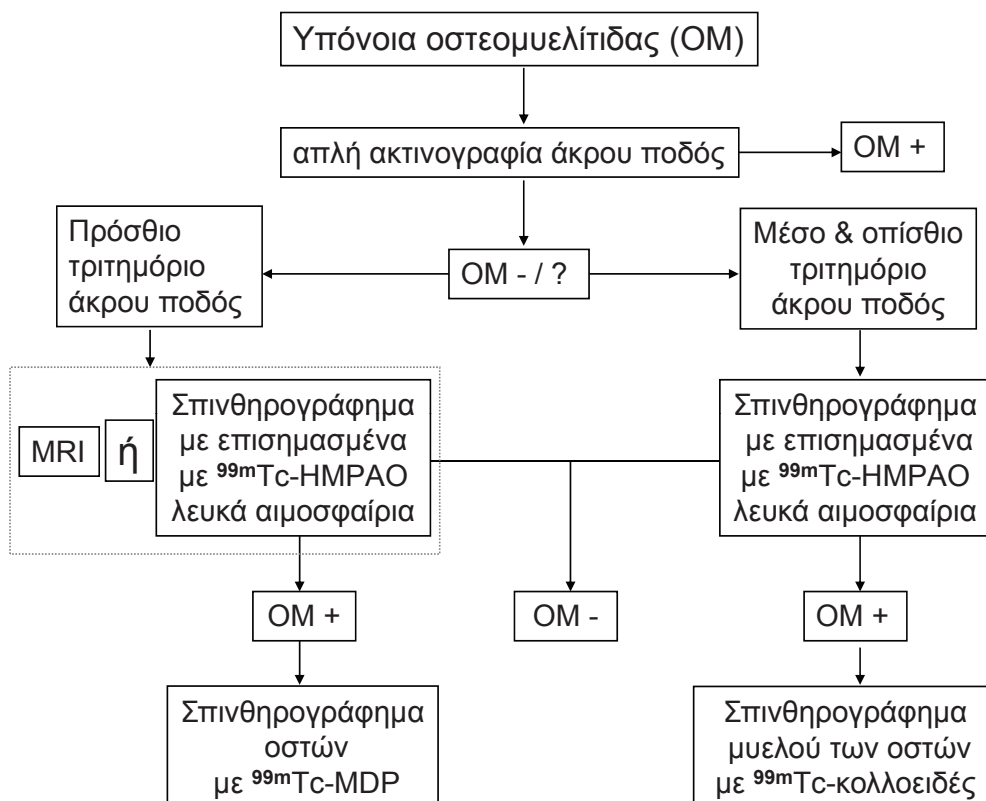 Υπόνοια οστεομυελίτιδας (ΟΜ)
απλή ακτινογραφία άκρου ποδός
ΟΜ +
Πρόσθιο
τριτημόριο
άκρου ποδός
ΟΜ - / ?
Μέσο & οπίσθιο
τριτημόριο
άκρου ποδός
MRI
ή
Σπινθηρογράφημα
με επισημασμένα
με 99mTc-HMPAO
λευκά αιμοσφαίρια
Σπινθηρογράφημα
με επισημασμένα
με 99mTc-HMPAO
λευκά αιμοσφαίρια
ΟΜ +
ΟΜ -
ΟΜ +
Σπινθηρογράφημα
οστών
με 99mTc-MDP
Σπινθηρογράφημα
μυελού των οστών
με 99mTc-κολλοειδές